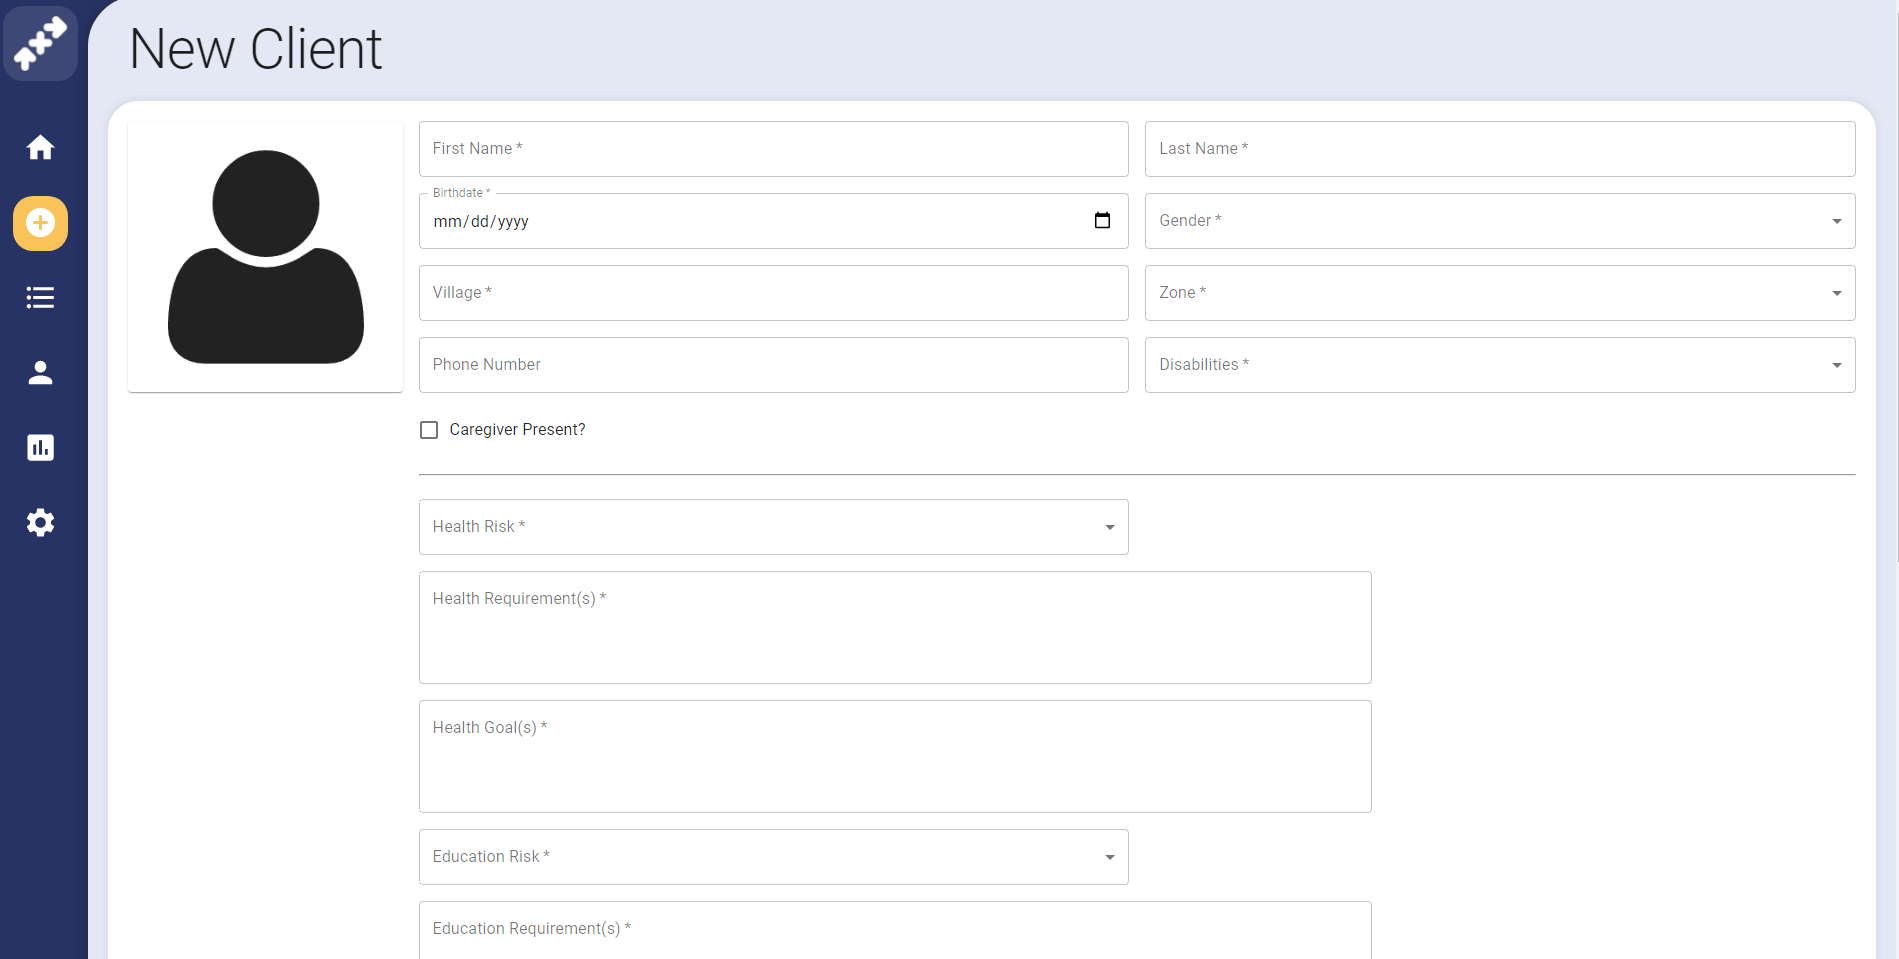 New Client
First Name *
Last Name *
Birthdate *
mm/dd/yyyy
Gender *
Village *
Zone *
Phone Number
Disabilities *
Caregiver Present?
Health Risk *
Health Requirement(s) *
Health Goal(s) *
Education Risk *
Education Requirement(s) *